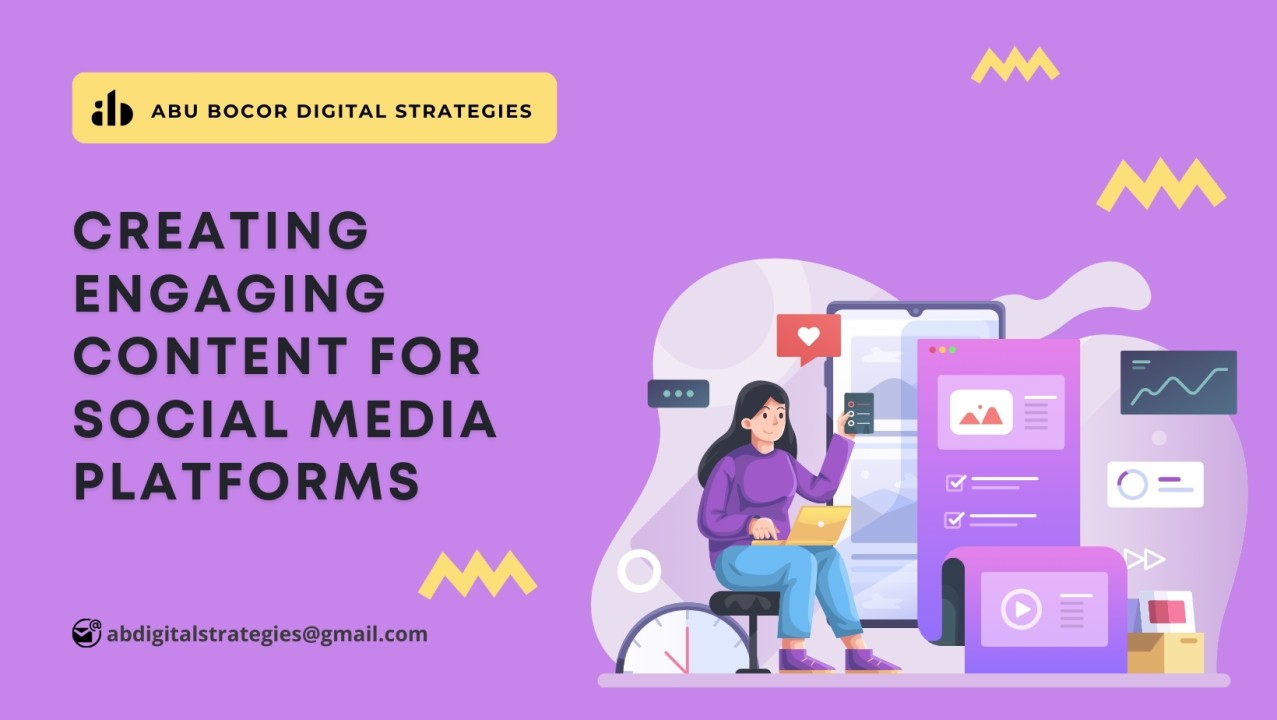 ABU BOCOR DIGITAL STRATEGIES
CREATING
ENGAGING
CONTENT FOR
SOCIAL MEDIA
PLATFORMS
abdigitalstrategies@gmail.com